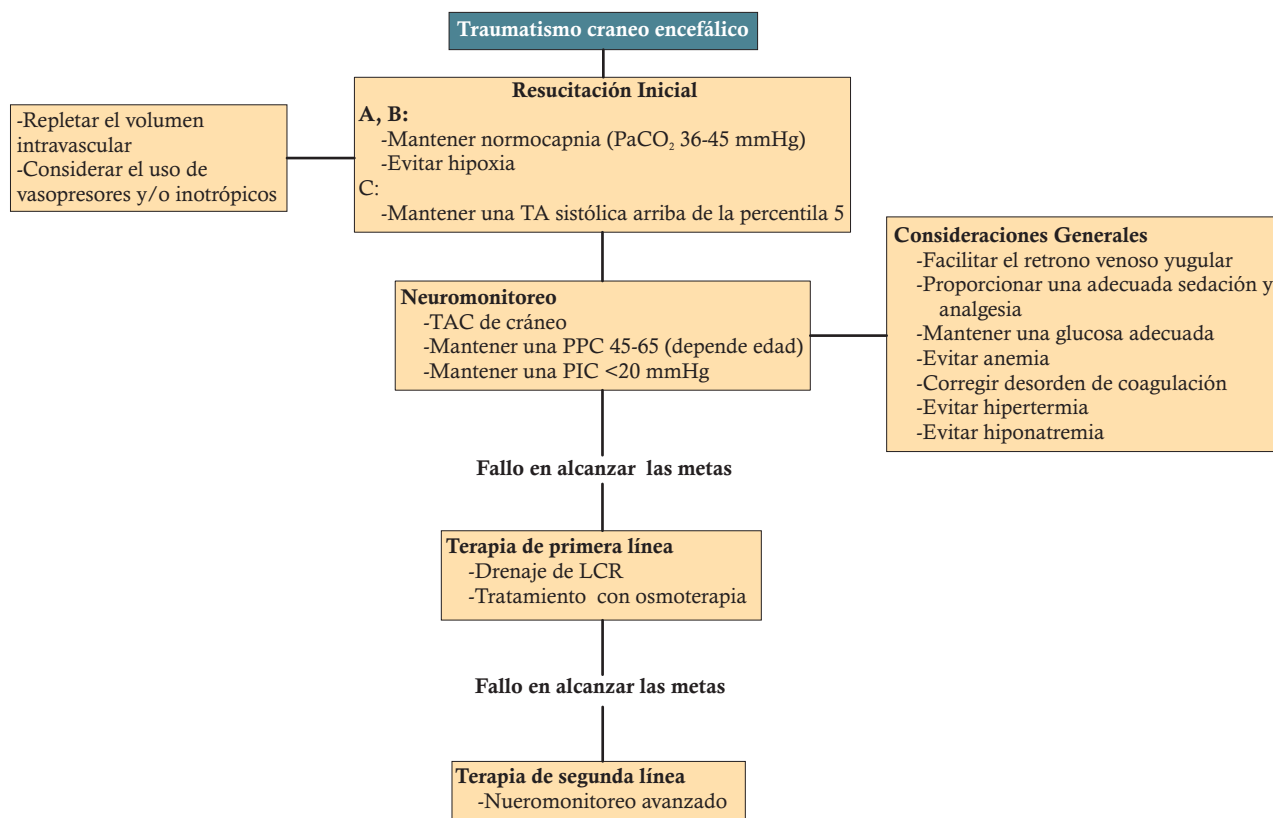 Traumatismo craneo encefálico
Resucitación Inicial
A, B:
-Mantener normocapnia (PaCO₂ 36-45 mmHg)
-Evitar hipoxia
C:
-Mantener una TA sistólica arriba de la percentila 5
-Repletar el volumen
intravascular
-Considerar el uso de
vasopresores y/o inotrópicos
Neuromonitoreo
-TAC de cráneo
-Mantener una PPC 45-65 (depende edad)
-Mantener una PIC <20 mmHg
Consideraciones Generales
-Facilitar el retrono venoso yugular
-Proporcionar una adecuada sedación y
analgesia
-Mantener una glucosa adecuada
-Evitar anemia
-Corregir desorden de coagulación
-Evitar hipertermia
-Evitar hiponatremia
Fallo en alcanzar las metas
Terapia de primera línea
-Drenaje de LCR
-Tratamiento con osmoterapia
Fallo en alcanzar las metas
Terapia de segunda línea
-Nueromonitoreo avanzado